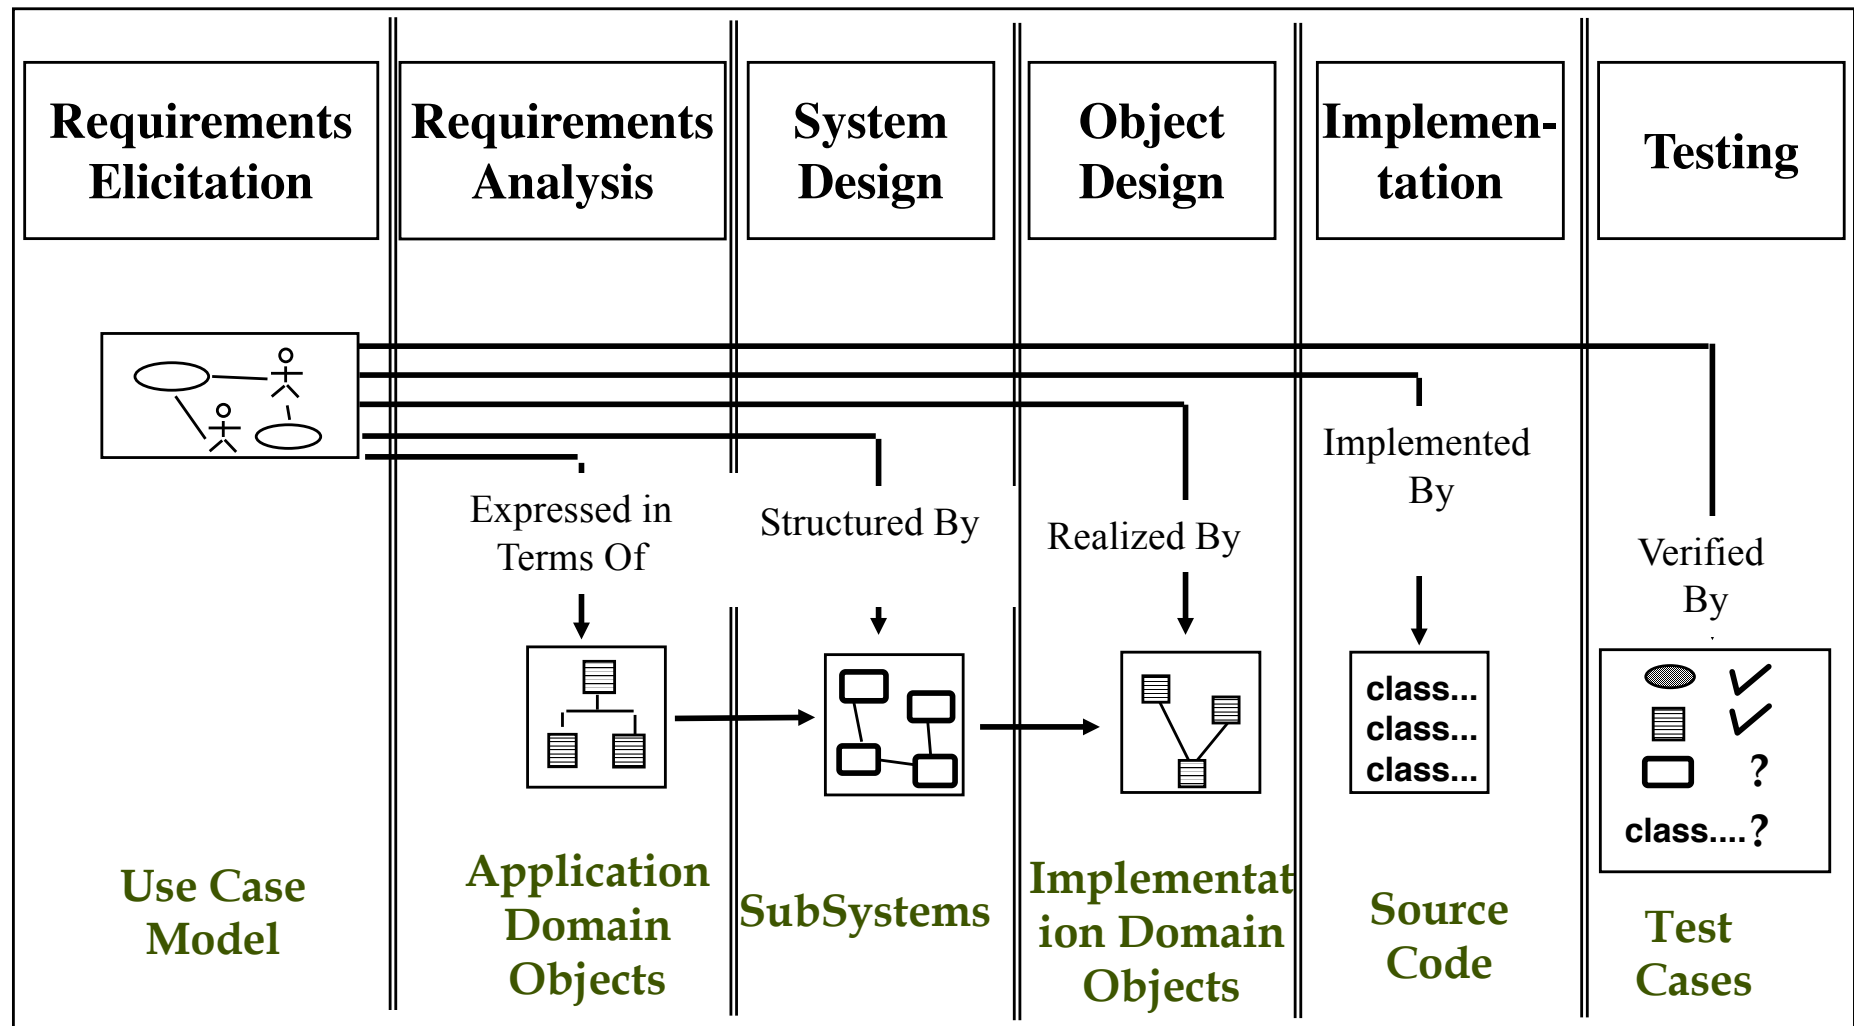 Requirements
Elicitation
Requirements
Analysis
System
Design
Object
Design
Implemen-
tation
Testing
Expressed in
Terms Of
Structured By
Realized By
Implemented
By
Verified
By
class...
class...
class...
?
class....?
Use Case
Model
Application
Domain
Objects
SubSystems
Implementat
ion Domain
Objects
Source
Code
Test
Cases